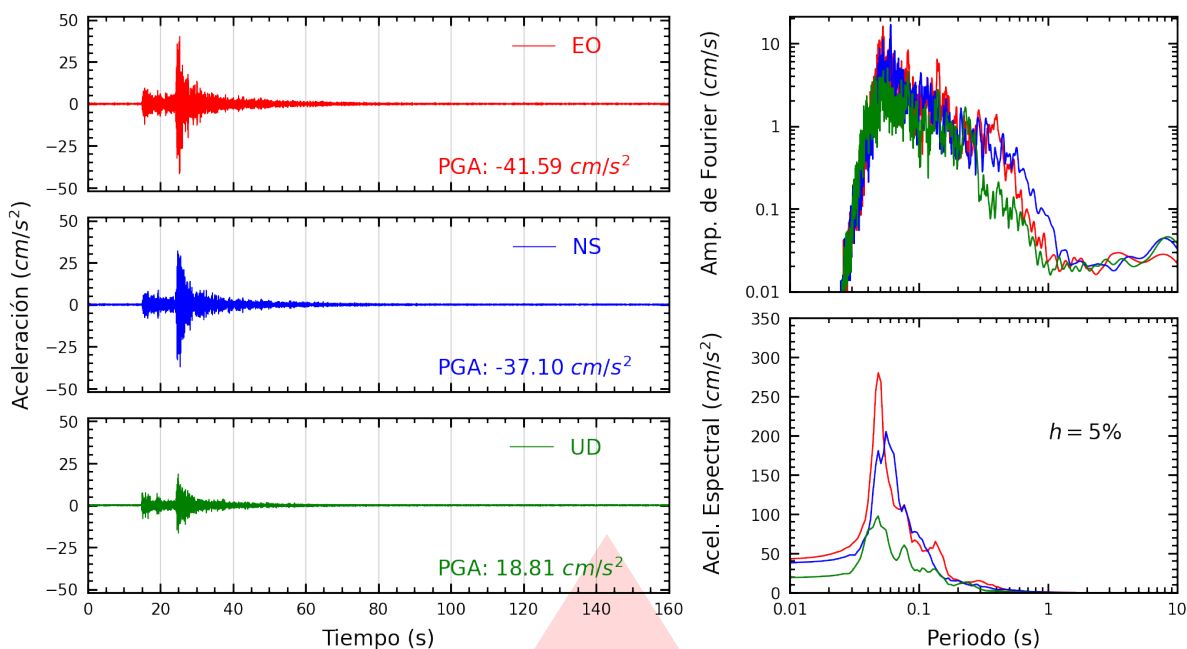 Aceleración (cm/s²)
50
25
0
−25
−50
EO
PGA: -41.59 cm/s²
50
25
0
−25
−50
NS
PGA: -37.10 cm/s²
50
25
0
−25
−50
UD
PGA: 18.81 cm/s²
0 20 40 60 80 100 120 140 160
Tiempo (s)
Amp. de Fourier (cm/s)
10
1
0.1
0.01
Acel. Espectral (cm/s²)
350
300
250
200
150
100
50
0
h = 5%
0.01 0.1 1 10
Periodo (s)